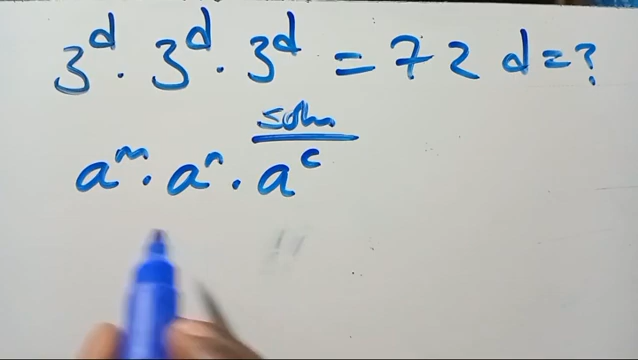 3^d · 3^d · 3^d = 72 d=?
soln
a^m · a^n · a^c